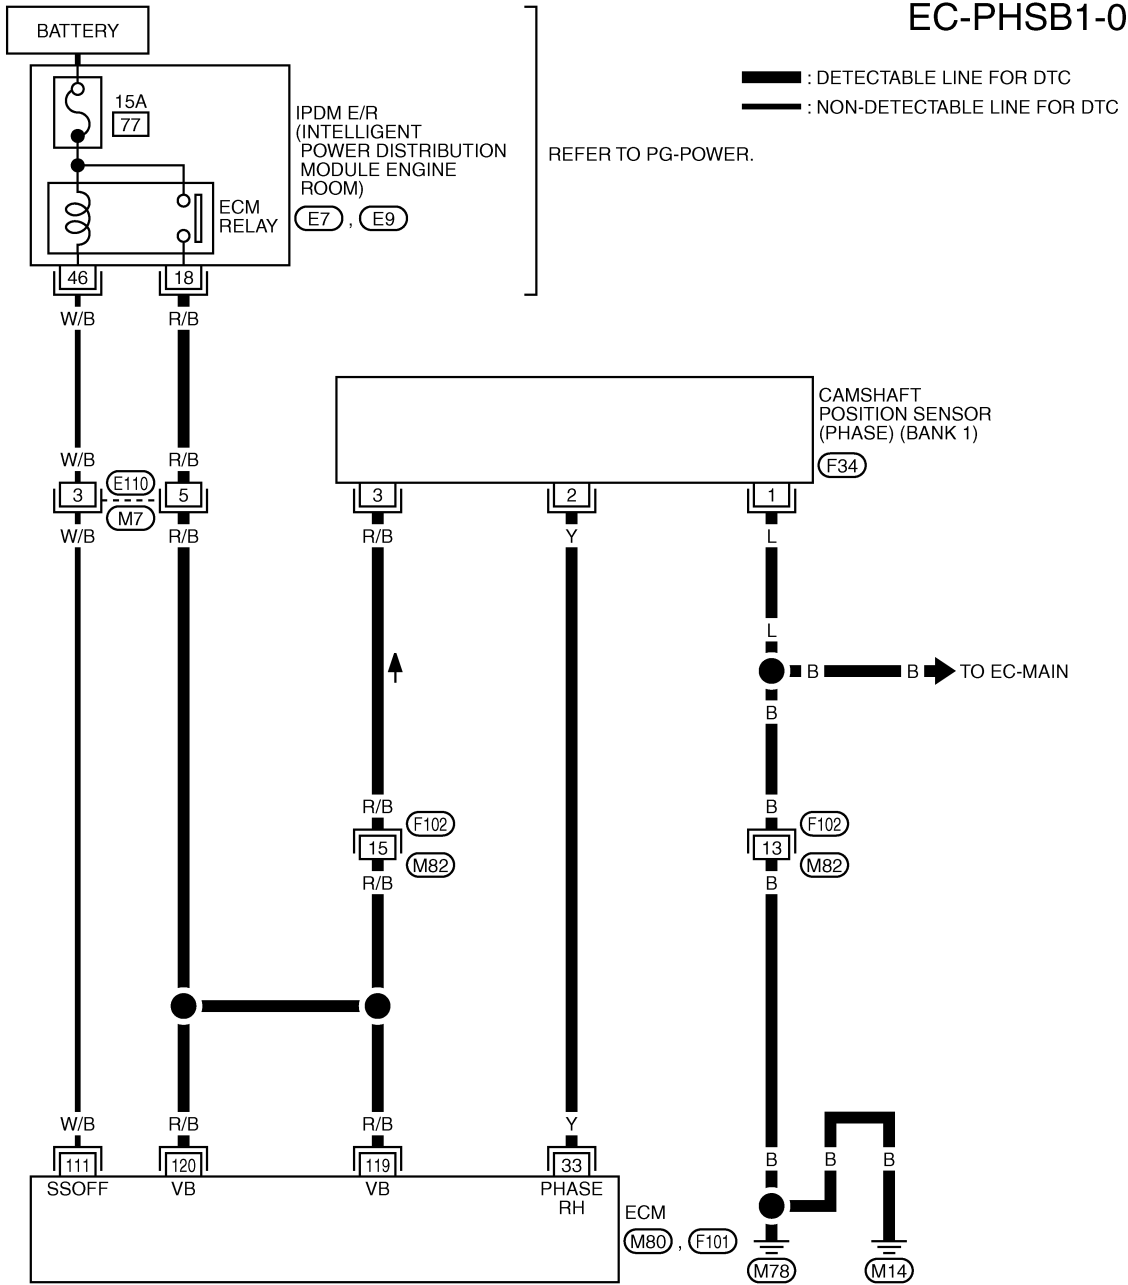 EC-PHSB1-0
BATTERY
: DETECTABLE LINE FOR DTC
: NON-DETECTABLE LINE FOR DTC
15A
77
IPDM E/R
(INTELLIGENT
POWER DISTRIBUTION
MODULE ENGINE
ROOM)
E7 , E9
REFER TO PG-POWER.
ECM
RELAY
46 18
W/B R/B
CAMSHAFT
POSITION SENSOR
(PHASE) (BANK 1)
F34
W/B R/B
E110
3 5 3 2 1
M7
W/B R/B R/B Y L
L
B B TO EC-MAIN
B
R/B B
F102 F102
15 13
M82 M82
R/B B
W/B R/B R/B Y
B B B
111 120 119 33
SSOFF VB VB PHASE
RH
ECM
M80 , F101
M78 M14